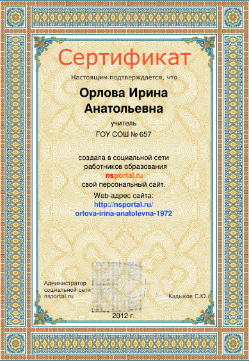 Сертификат
Настоящим подтверждается, что
Орлова Ирина
Анатольевна
учитель
ГОУ СОШ № 657
создала в социальной сети
работников образования
nsportal.ru
свой персональный сайт.
Web-адрес сайта:
http://nsportal.ru/
orlova-irina-anatolevna-1972
Администратор
социальной сети
nsportal.ru
Кадыков С.Ю.
2012 г.